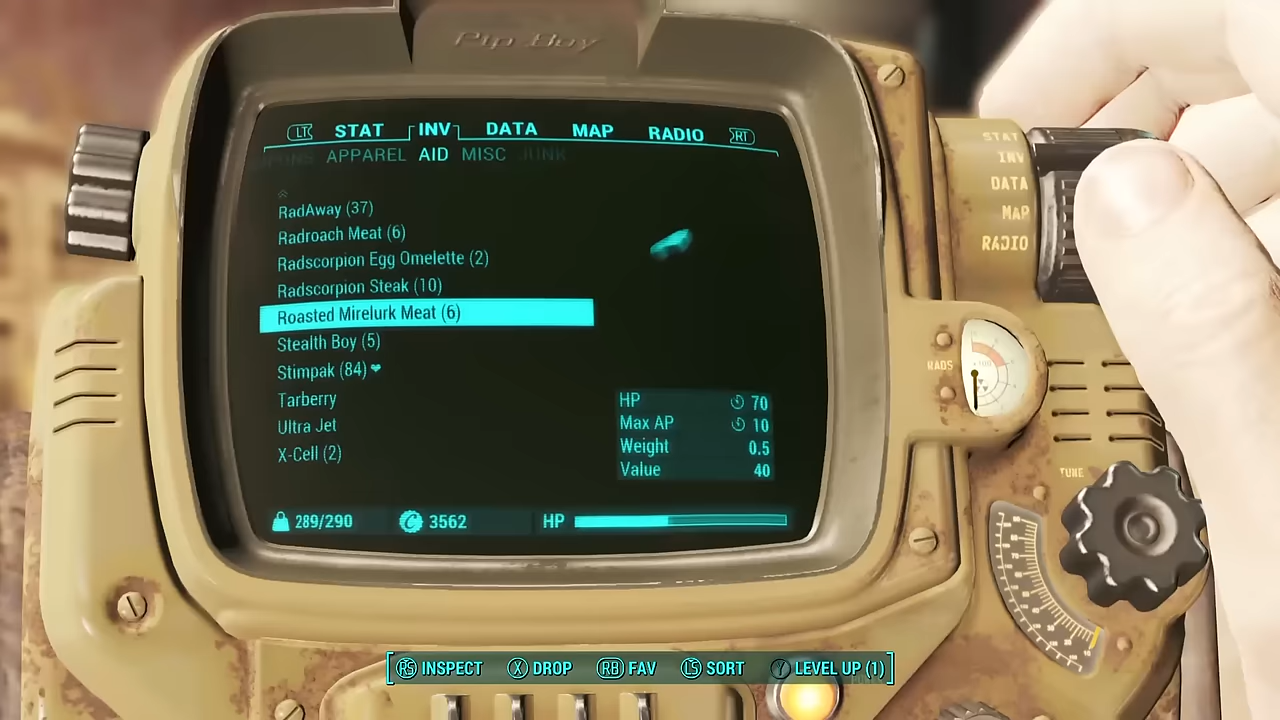 Pip Boy
LT STAT INV DATA MAP RADIO RT
APPAREL AID MISC JUNK
RadAway (37)
Radroach Meat (6)
Radscorpion Egg Omelette (2)
Radscorpion Steak (10)
Roasted Mirelurk Meat (6)
Stealth Boy (5)
Stimpak (84) ❤
Tarberry
Ultra Jet
X-Cell (2)
HP 70
Max AP 10
Weight 0.5
Value 40
289/290 3562 HP
STAT
INV
DATA
MAP
RADIO
RADS
TUNE
RS INSPECT X DROP RB FAV LS SORT Y LEVEL UP (1)